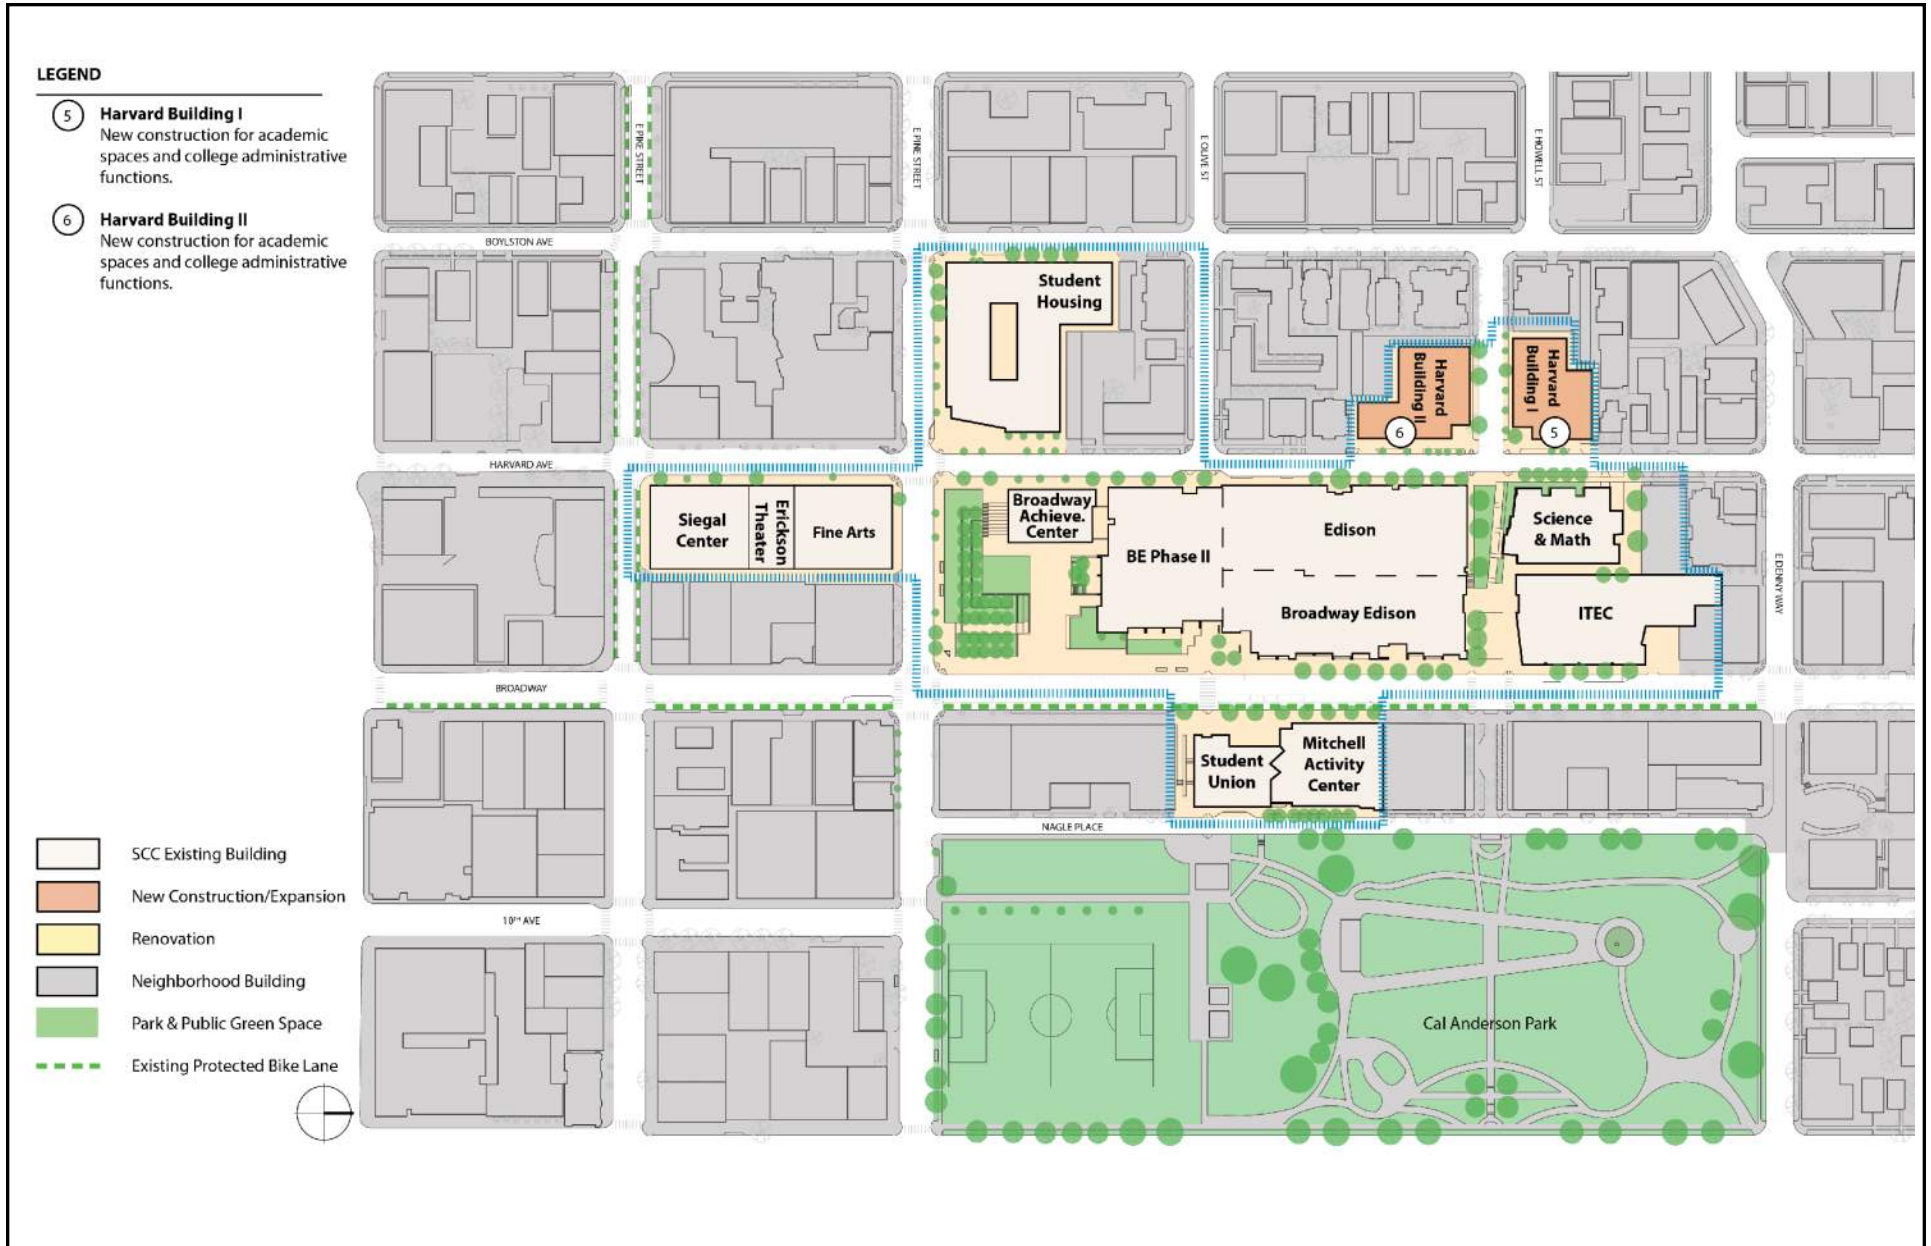 LEGEND
5
Harvard Building I
New construction for academic
spaces and college administrative
functions.
6
Harvard Building II
New construction for academic
spaces and college administrative
functions.
E PIKE STREET
E PINE STREET
E OLIVE ST
E HOWELL ST
BOYLSTON AVE
Student
Housing
Harvard
Building II
6
Harvard
Building I
5
HARVARD AVE
Siegal
Center
Erickson
Theater
Fine Arts
Broadway
Achieve.
Center
BE Phase II
Edison
Broadway Edison
Science
& Math
ITEC
E DENNY WAY
BROADWAY
Student
Union
Mitchell
Activity
Center
NAGLE PLACE
10TH AVE
Cal Anderson Park
SCC Existing Building
New Construction/Expansion
Renovation
Neighborhood Building
Park & Public Green Space
Existing Protected Bike Lane